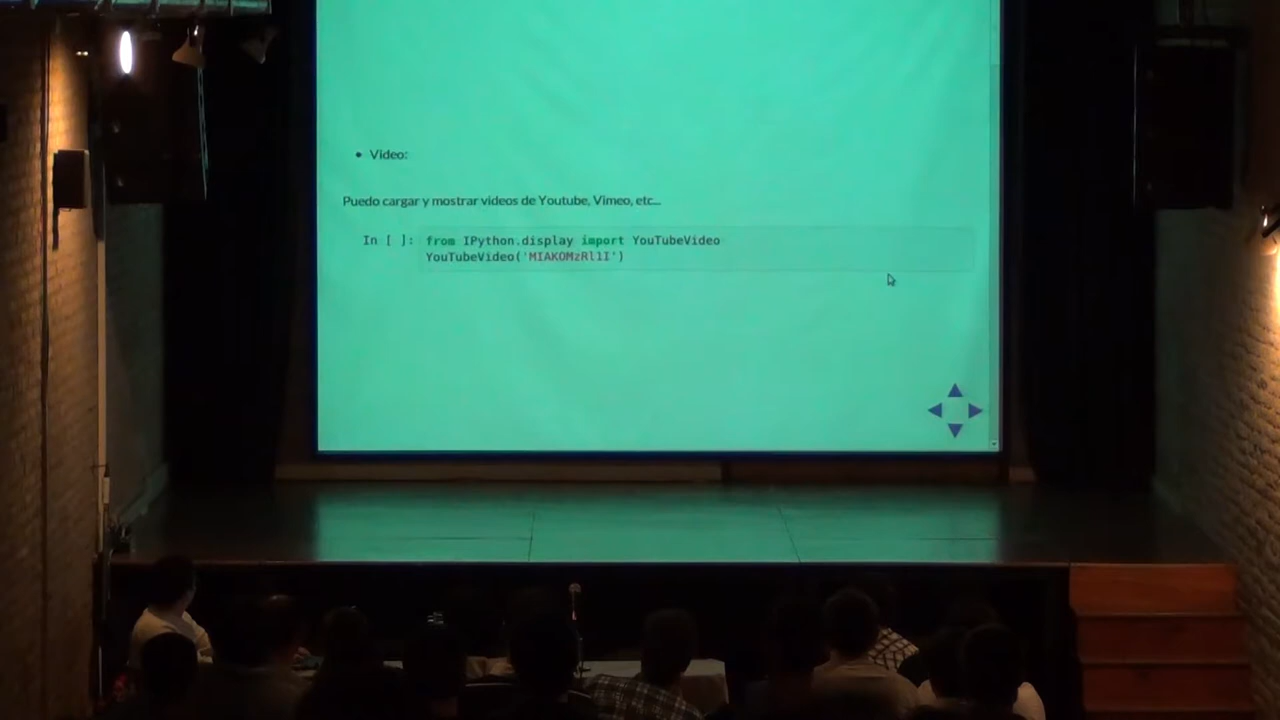 • Video:
Puedo cargar y mostrar videos de Youtube, Vimeo, etc...
In [ ]: from IPython.display import YouTubeVideo
YouTubeVideo('MIAKOMzRl1I')